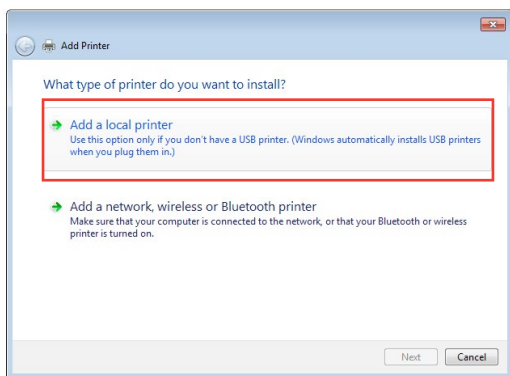 Add Printer
What type of printer do you want to install?
Add a local printer
Use this option only if you don't have a USB printer. (Windows automatically installs USB printers
when you plug them in.)
Add a network, wireless or Bluetooth printer
Make sure that your computer is connected to the network, or that your Bluetooth or wireless
printer is turned on.
Next Cancel